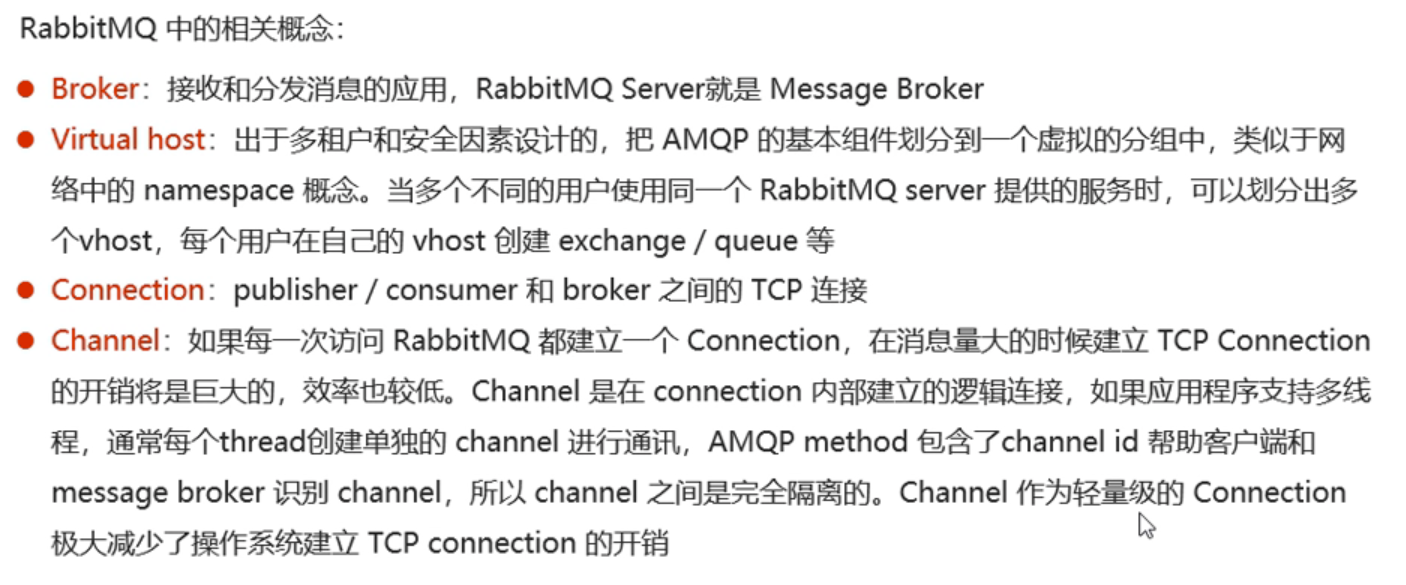 RabbitMQ 中的相关概念：
● Broker：接收和分发消息的应用，RabbitMQ Server就是 Message Broker
● Virtual host：出于多租户和安全因素设计的，把 AMQP 的基本组件划分到一个虚拟的分组中，类似于网
络中的 namespace 概念。当多个不同的用户使用同一个 RabbitMQ server 提供的服务时，可以划分出多
个vhost，每个用户在自己的 vhost 创建 exchange / queue 等
● Connection：publisher / consumer 和 broker 之间的 TCP 连接
● Channel：如果每一次访问 RabbitMQ 都建立一个 Connection，在消息量大的时候建立 TCP Connection
的开销将是巨大的，效率也较低。Channel 是在 connection 内部建立的逻辑连接，如果应用程序支持多线
程，通常每个thread创建单独的 channel 进行通讯，AMQP method 包含了channel id 帮助客户端和
message broker 识别 channel，所以 channel 之间是完全隔离的。Channel 作为轻量级的 Connection
极大减少了操作系统建立 TCP connection 的开销